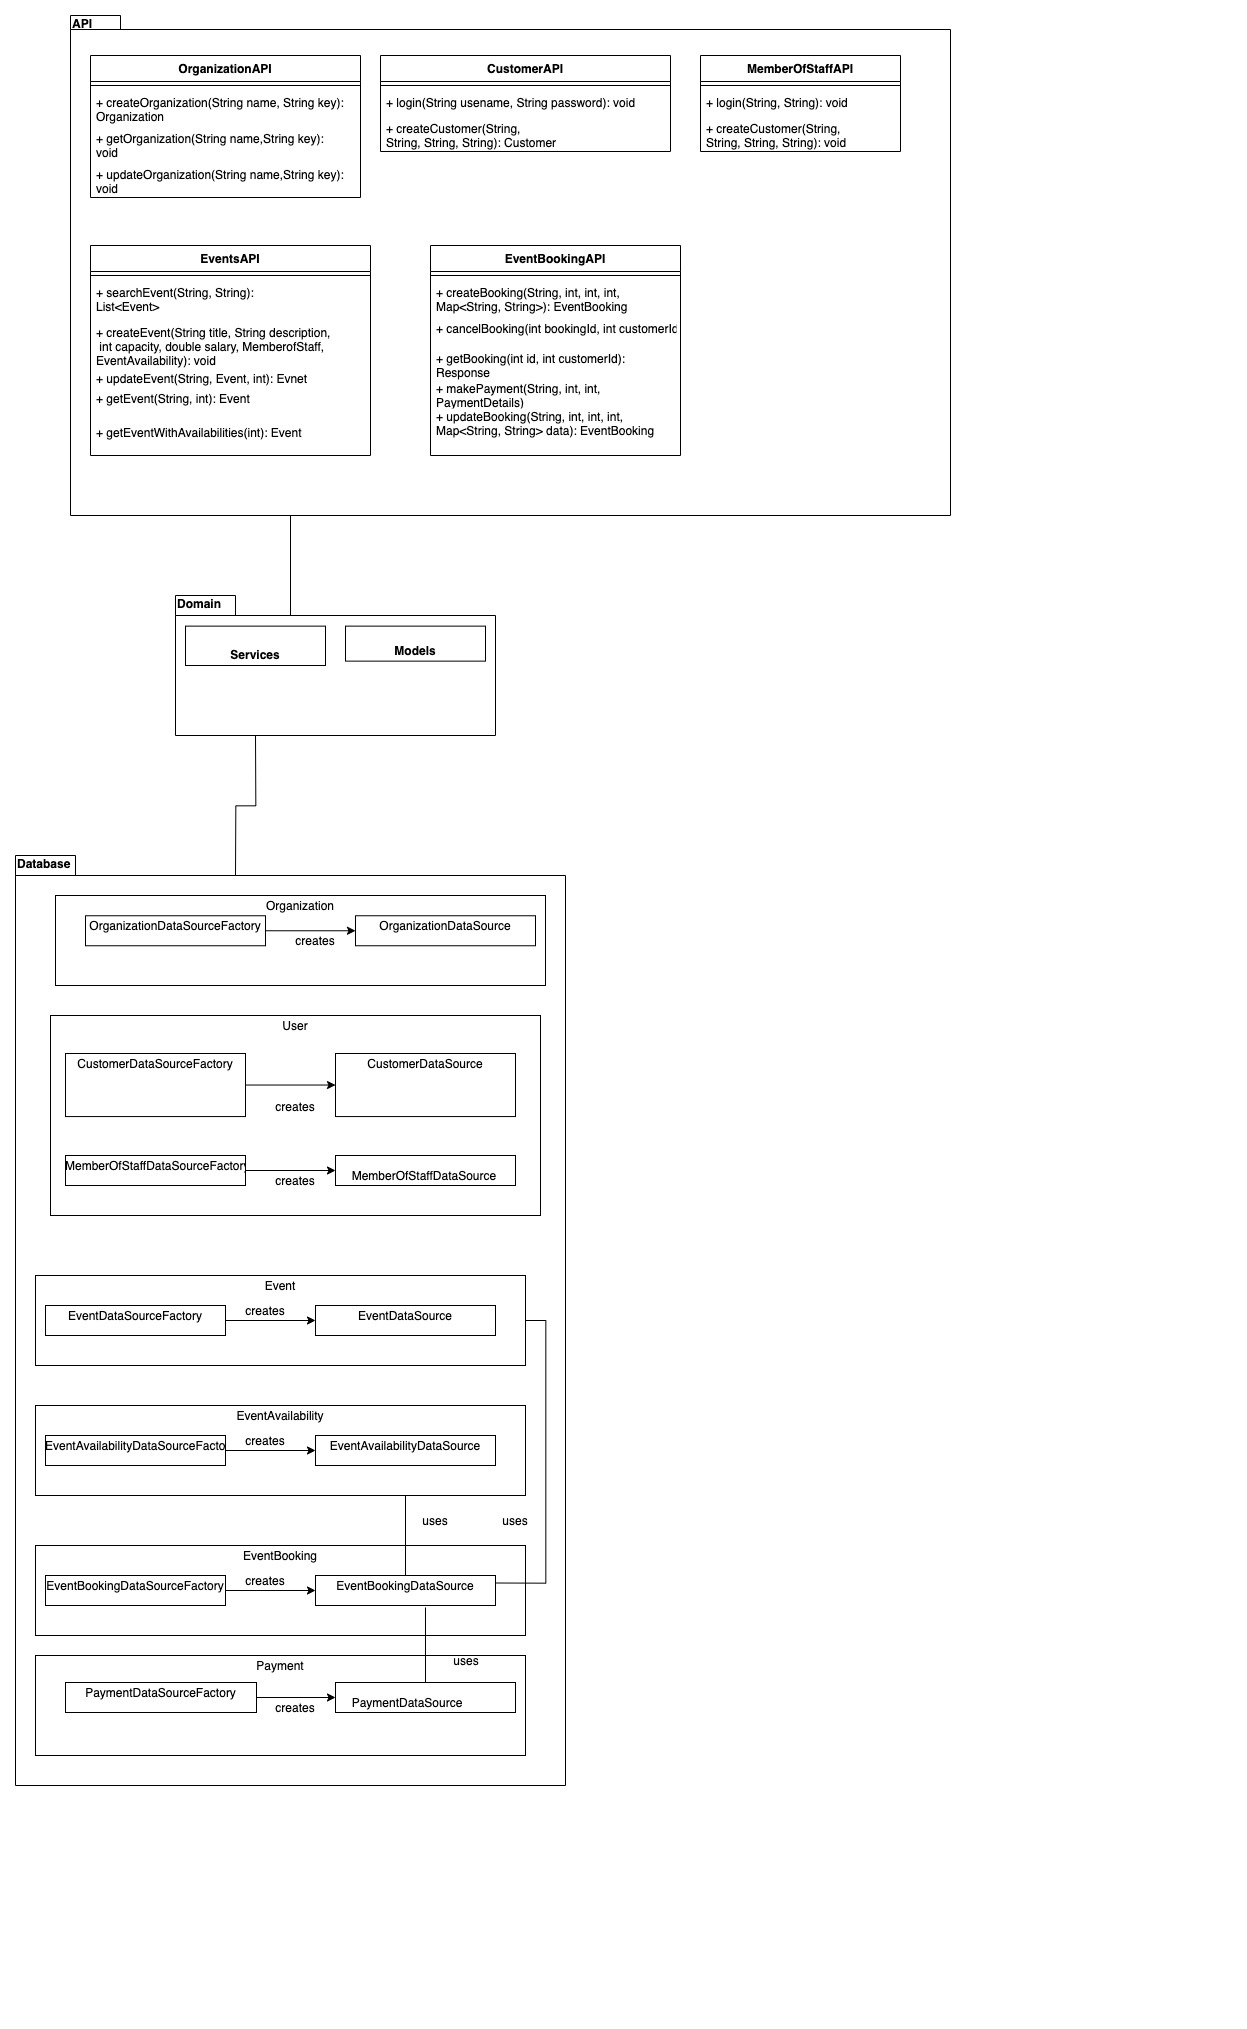 API
OrganizationAPI
+ createOrganization(String name, String key):
Organization
+ getOrganization(String name,String key):
void
+ updateOrganization(String name,String key):
void
CustomerAPI
+ login(String usename, String password): void
+ createCustomer(String,
String, String, String): Customer
MemberOfStaffAPI
+ login(String, String): void
+ createCustomer(String,
String, String, String): void
EventsAPI
+ searchEvent(String, String):
List<Event>
+ createEvent(String title, String description,
int capacity, double salary, MemberofStaff,
EventAvailability): void
+ updateEvent(String, Event, int): Evnet
+ getEvent(String, int): Event
+ getEventWithAvailabilities(int): Event
EventBookingAPI
+ createBooking(String, int, int, int,
Map<String, String>): EventBooking
+ cancelBooking(int bookingId, int customerId
+ getBooking(int id, int customerId):
Response
+ makePayment(String, int, int,
PaymentDetails)
+ updateBooking(String, int, int, int,
Map<String, String> data): EventBooking
Domain
Services
Models
Database
Organization
OrganizationDataSourceFactory
creates
OrganizationDataSource
User
CustomerDataSourceFactory
creates
CustomerDataSource
MemberOfStaffDataSourceFactory
creates
MemberOfStaffDataSource
Event
EventDataSourceFactory
creates
EventDataSource
EventAvailability
EventAvailabilityDataSourceFacto
creates
EventAvailabilityDataSource
uses
uses
EventBooking
EventBookingDataSourceFactory
creates
EventBookingDataSource
uses
Payment
PaymentDataSourceFactory
creates
PaymentDataSource